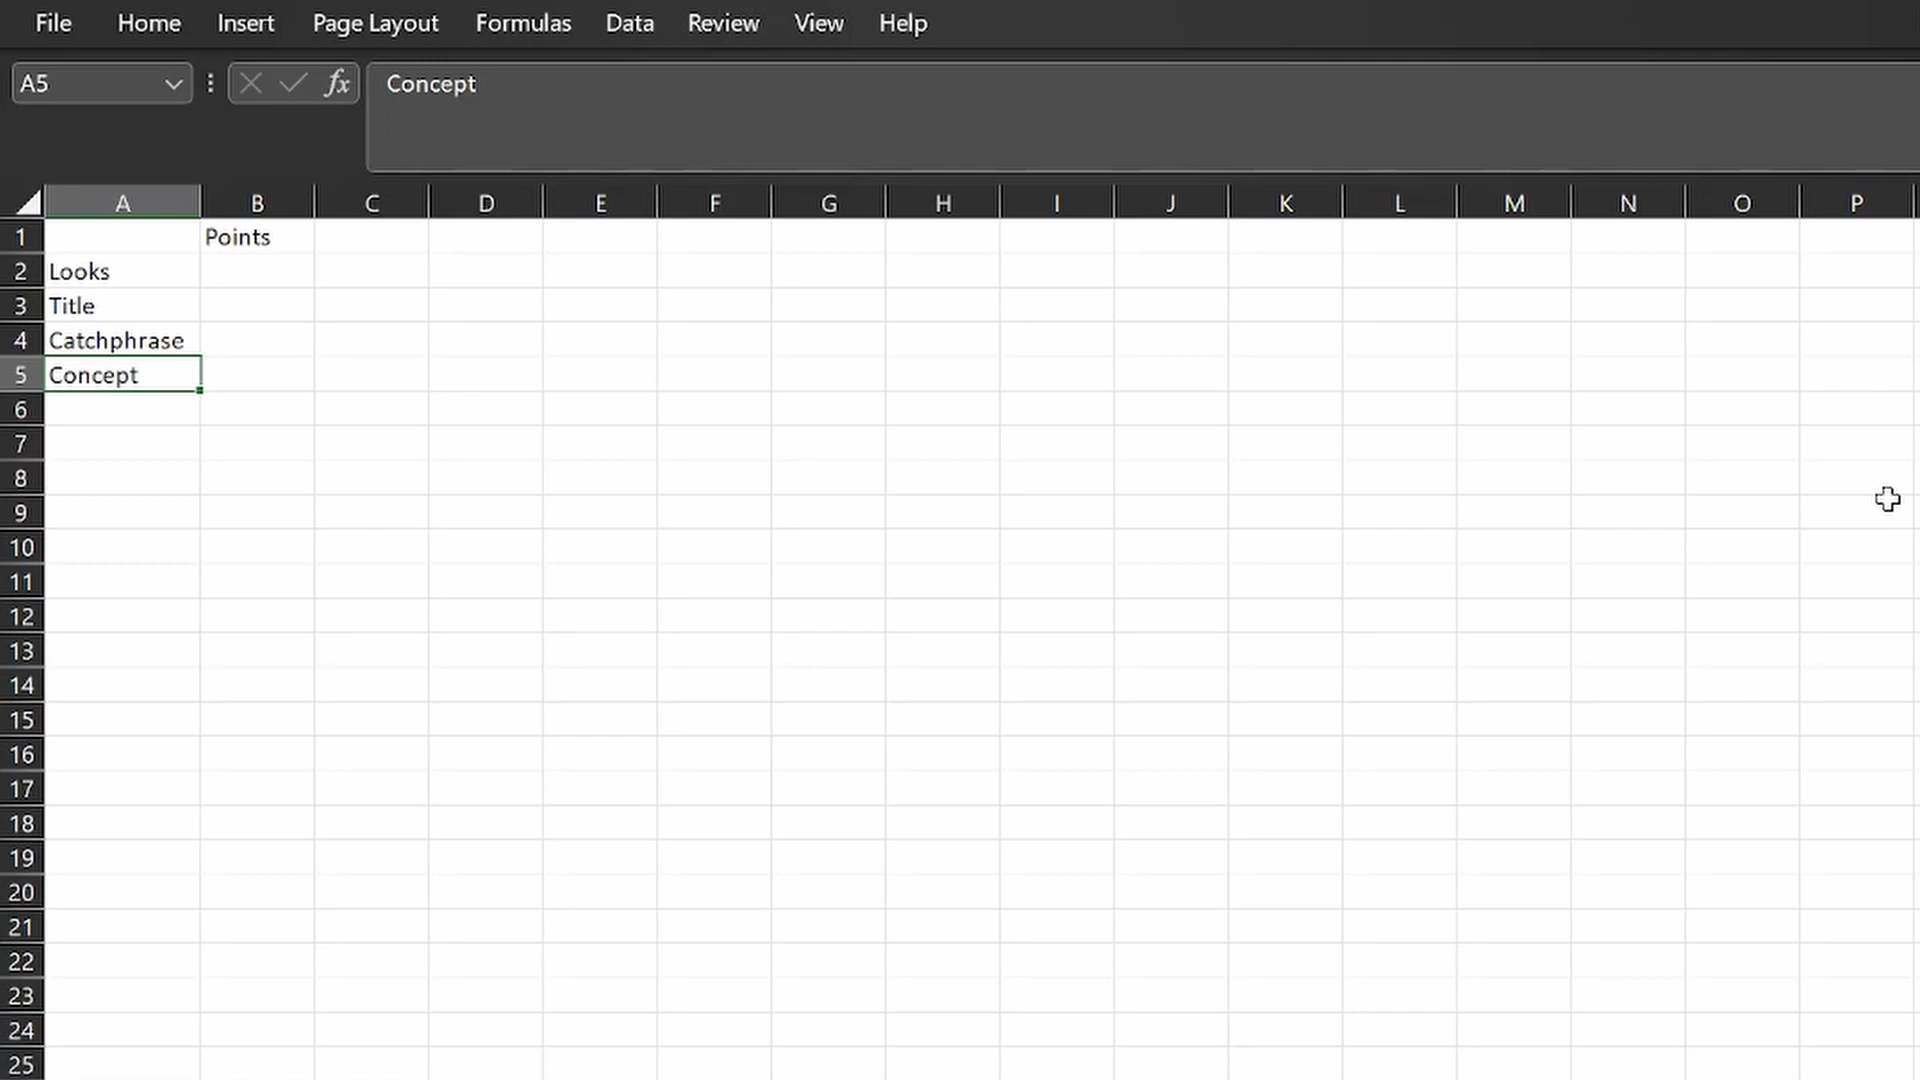 File Home Insert Page Layout Formulas Data Review View Help
A5 fx Concept
A B C D E F G H I J K L M N O P
1 Points
2 Looks
3 Title
4 Catchphrase
5 Concept
6
7
8
9
10
11
12
13
14
15
16
17
18
19
20
21
22
23
24
25